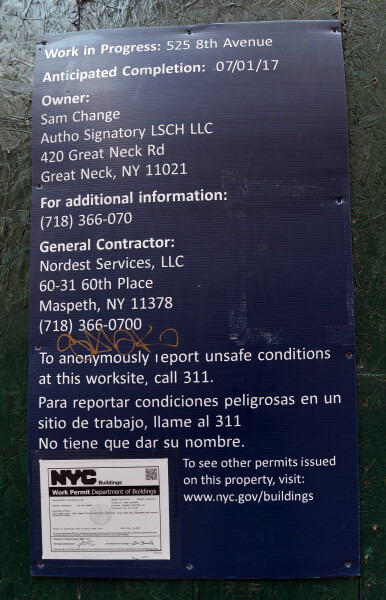 Work in Progress: 525 8th Avenue
Anticipated Completion: 07/01/17
Owner:
Sam Change
Autho Signatory LSCH LLC
420 Great Neck Rd
Great Neck, NY 11021
For additional information:
(718) 366-070
General Contractor:
Nordest Services, LLC
60-31 60th Place
Maspeth, NY 11378
(718) 366-0700
To anonymously report unsafe conditions
at this worksite, call 311.
Para reportar condiciones peligrosas en un
sitio de trabajo, llame al 311
No tiene que dar su nombre.
NYC Buildings
Work Permit Department of Buildings
To see other permits issued
on this property, visit:
www.nyc.gov/buildings